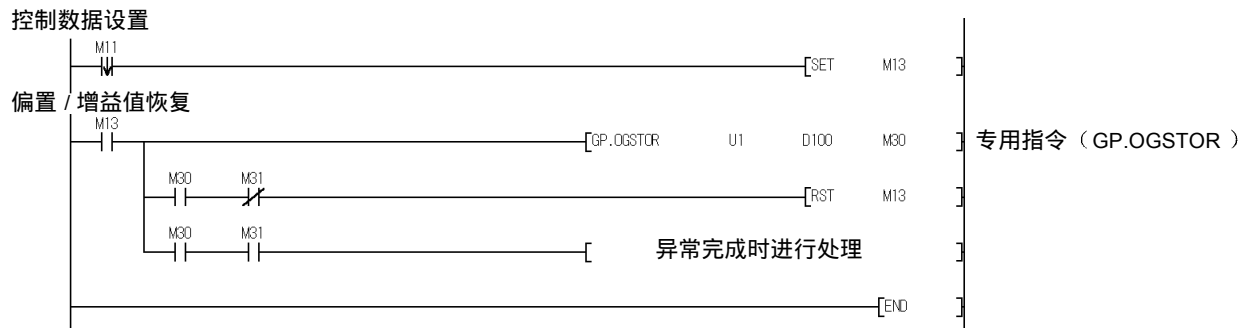 控制数据设置
M11
SET M13
偏置 / 增益值恢复
M13
GP.OGSTOR U1 D100 M30 专用指令（GP.OGSTOR ）
M30 M31
RST M13
M30 M31
异常完成时进行处理
END